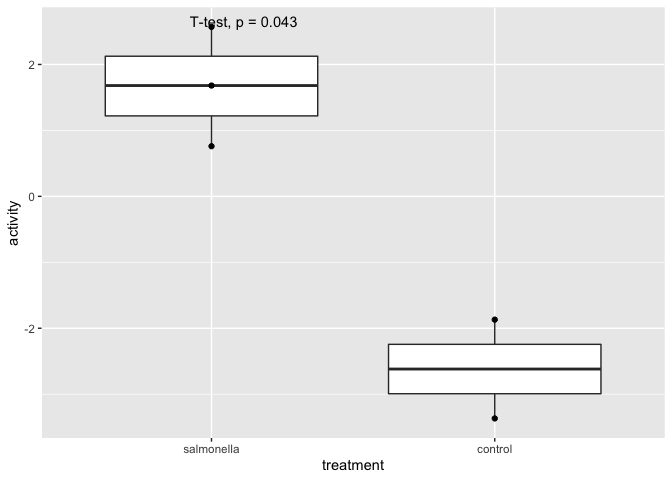 T-test, p = 0.043
2
0
-2
activity
salmonella
control
treatment